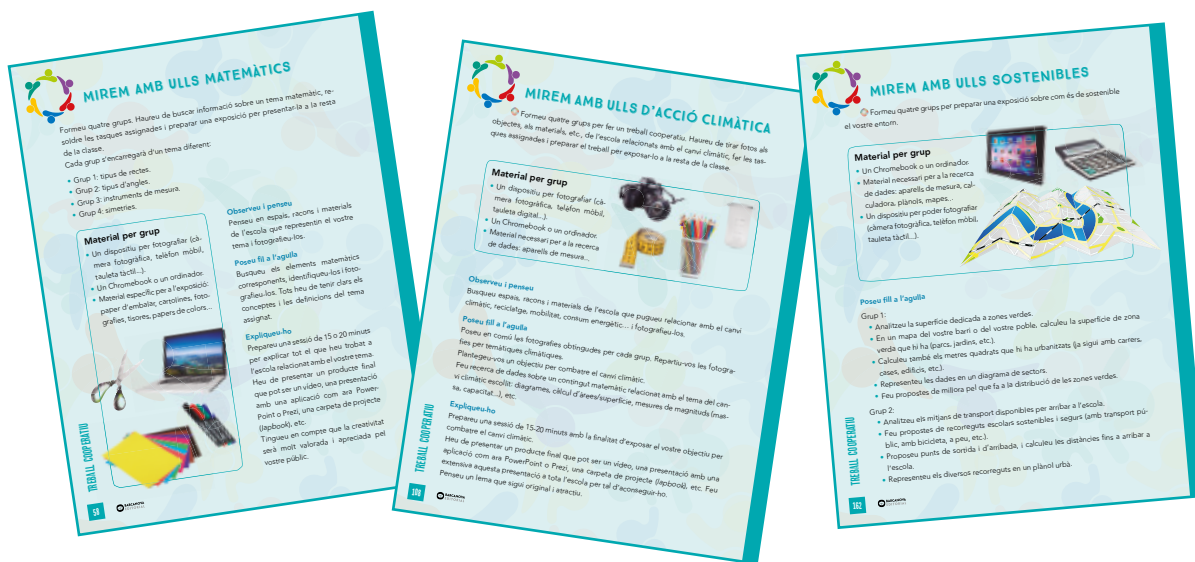 MIREM AMB ULLS MATEMÀTICS
Formeu quatre grups. Haureu de buscar informació sobre un tema matemàtic, re-
soldre les tasques assignades i preparar una exposició per presentar-la a la resta
de la classe.
Cada grup s'encarregarà d'un tema diferent:
• Grup 1: tipus de rectes.
• Grup 2: tipus d'angles.
• Grup 3: instruments de mesura.
• Grup 4: simetries.
Material per grup
• Un dispositiu per fotografiar (cà-
mera fotogràfica, telèfon mòbil,
tauleta tàctil...).
• Un Chromebook o un ordinador.
• Material específic per a l'exposició:
paper d'embalar, cartolines, foto-
grafies, tisores, papers de colors...
Observeu i penseu
Penseu en espais, racons i materials
de l'escola que representin el vostre
tema i fotografieu-los.
Poseu fil a l'agulla
Busqueu els elements matemàtics
corresponents, identifiqueu-los i foto-
grafieu-los. Tots heu de tenir clars els
conceptes i les definicions del tema
assignat.
Expliqueu-ho
Prepareu una sessió de 15 o 20 minuts
per explicar tot el que heu trobat a
l'escola relacionat amb el vostre tema.
Heu de presentar un producte final
que pot ser un vídeo, una presentació
amb una aplicació com ara Power-
Point o Prezi, una carpeta de projecte
(lapbook), etc.
Tingueu en compte que la creativitat
serà molt valorada i apreciada pel
vostre públic.
TREBALL COOPERATIU
58
BARCANOVA
EDITORIAL
MIREM AMB ULLS D'ACCIÓ CLIMÀTICA
Formeu quatre grups per fer un treball cooperatiu. Haureu de tirar fotos als
objectes, als materials, etc., de l'escola relacionats amb el canvi climàtic, fer les tas-
ques assignades i preparar el treball per exposar-lo a la resta de la classe.
Material per grup
• Un dispositiu per fotografiar (cà-
mera fotogràfica, telèfon mòbil,
tauleta digital...).
• Un Chromebook o un ordinador.
• Material necessari per a la recerca
de dades: aparells de mesura...
Observeu i penseu
Busqueu espais, racons i materials de l'escola que pugueu relacionar amb el canvi
climàtic, reciclatge, mobilitat, consum energètic... i fotografieu-los.
Poseu fill a l'agulla
Poseu en comú les fotografies obtingudes per cada grup. Repartiu-vos les fotogra-
fies per temàtiques climàtiques.
Plantegeu-vos un objectiu per combatre el canvi climàtic.
Feu recerca de dades sobre un contingut matemàtic relacionat amb el tema del can-
vi climàtic escollit: diagrames, càlcul d'àrees/superfície, mesures de magnituds (mas-
sa, capacitat...), etc.
Expliqueu-ho
Prepareu una sessió de 15-20 minuts amb la finalitat d'exposar el vostre objectiu per
combatre el canvi climàtic.
Heu de presentar un producte final que pot ser un vídeo, una presentació amb una
aplicació com ara PowerPoint o Prezi, una carpeta de projecte (lapbook), etc. Feu
extensiva aquesta presentació a tota l'escola per tal d'aconseguir-ho.
Penseu un lema que sigui original i atractiu.
TREBALL COOPERATIU
108
BARCANOVA
EDITORIAL
MIREM AMB ULLS SOSTENIBLES
Formeu quatre grups per preparar una exposició sobre com és de sostenible
el vostre entorn.
Material per grup
• Un Chromebook o un ordinador.
• Material necessari per a la recerca
de dades: aparells de mesura, cal-
culadora, plànols, mapes...
• Un dispositiu per poder fotografiar
(càmera fotogràfica, telèfon mòbil,
tauleta tàctil...).
Poseu fill a l'agulla
Grup 1:
• Analitzeu la superfície dedicada a zones verdes.
• En un mapa del vostre barri o del vostre poble, calculeu la superfície de zona
verda que hi ha (parcs, jardins, etc.).
• Calculeu també els metres quadrats que hi ha urbanitzats (ja sigui amb carrers,
cases, edificis, etc.).
• Representeu les dades en un diagrama de sectors.
• Feu propostes de millora pel que fa a la distribució de les zones verdes.
Grup 2:
• Analitzeu els mitjans de transport disponibles per arribar a l'escola.
• Feu propostes de recorreguts escolars sostenibles i segurs (amb transport pú-
blic, amb bicicleta, a peu, etc.).
• Proposeu punts de sortida i d'arribada, i calculeu les distàncies fins a arribar a
l'escola.
• Representeu els diversos recorreguts en un plànol urbà.
TREBALL COOPERATIU
162
BARCANOVA
EDITORIAL